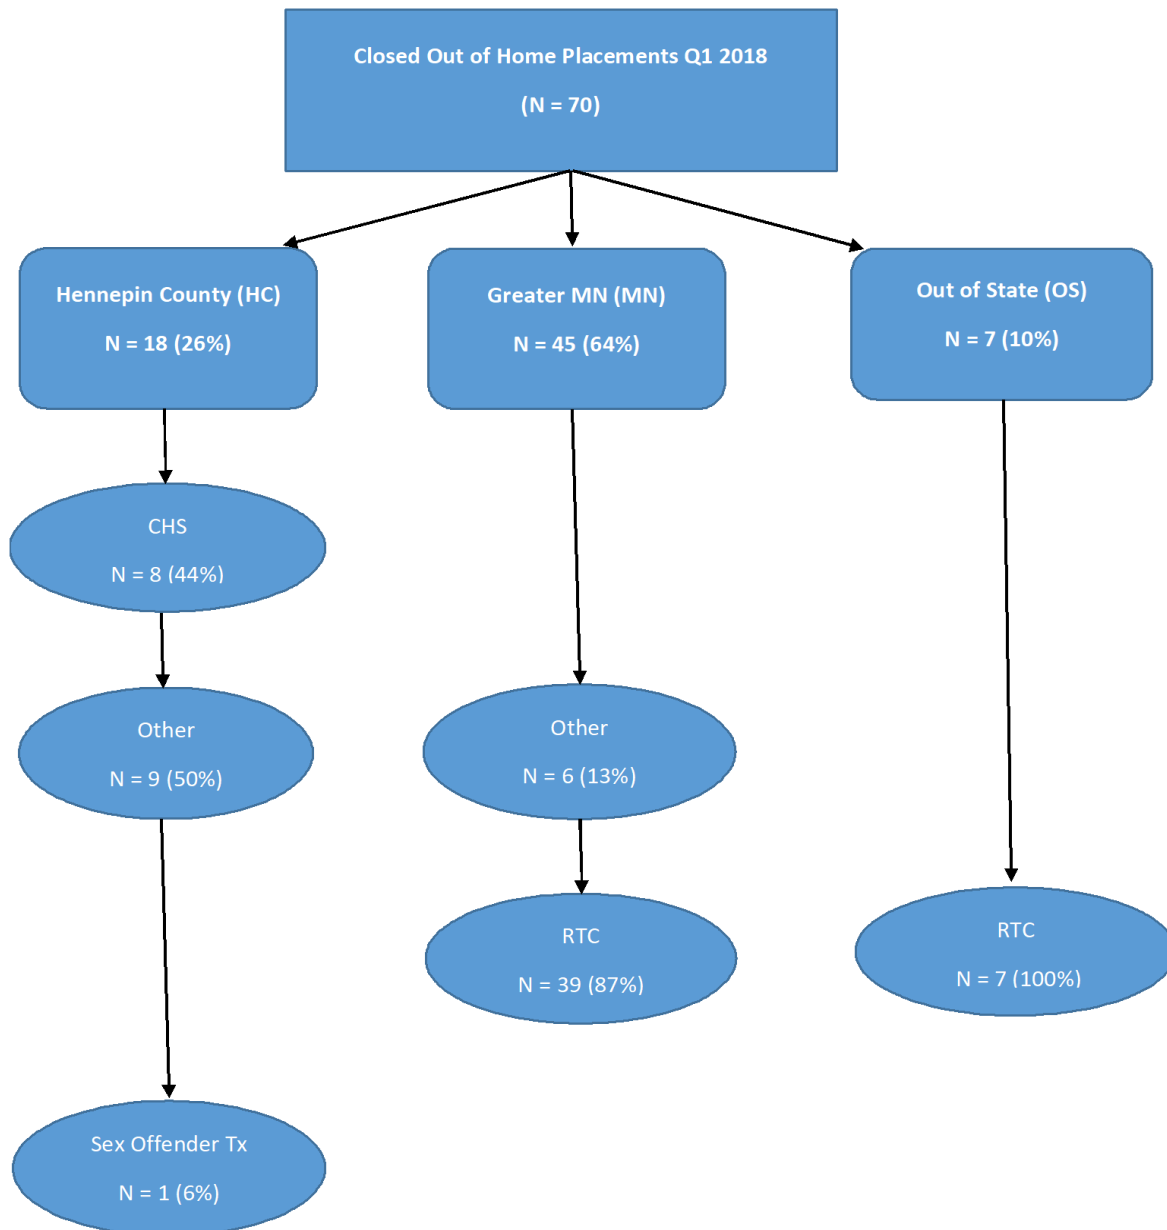 Closed Out of Home Placements Q1 2018
(N = 70)
Hennepin County (HC)
N = 18 (26%)
Greater MN (MN)
N = 45 (64%)
Out of State (OS)
N = 7 (10%)
CHS
N = 8 (44%)
Other
N = 9 (50%)
Other
N = 6 (13%)
RTC
N = 39 (87%)
RTC
N = 7 (100%)
Sex Offender Tx
N = 1 (6%)